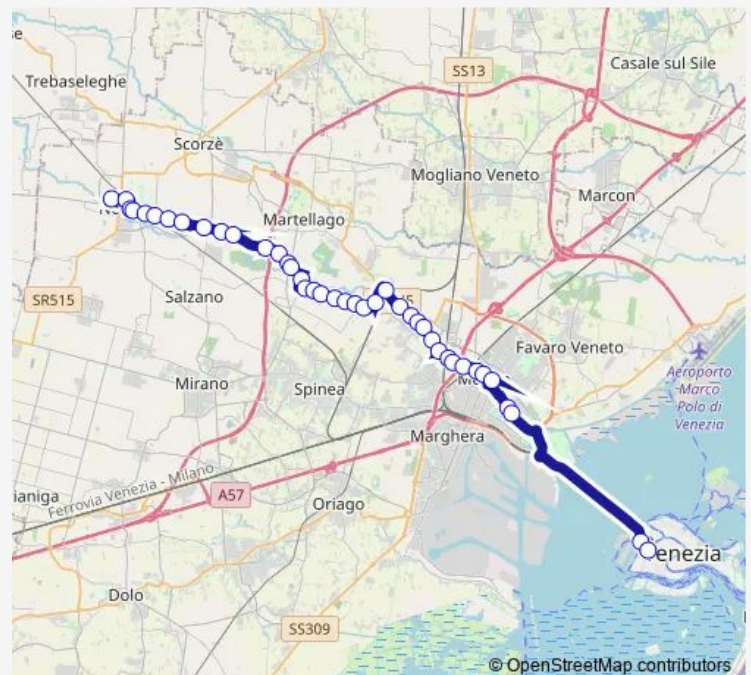 SS13
Casale sul Sile
Trebaseleghe
Scorzè
Mogliano Veneto
Marcon
Martellago
SR515
Salzano
Favaro Veneto
Mirano
Spinea
Aeroporto
Marco
Polo di
Venezia
Marghera
Ferrovia Venezia - Milano
A57
Oriago
enezia
Dolo
SS309
© OpenStreetMap contributors